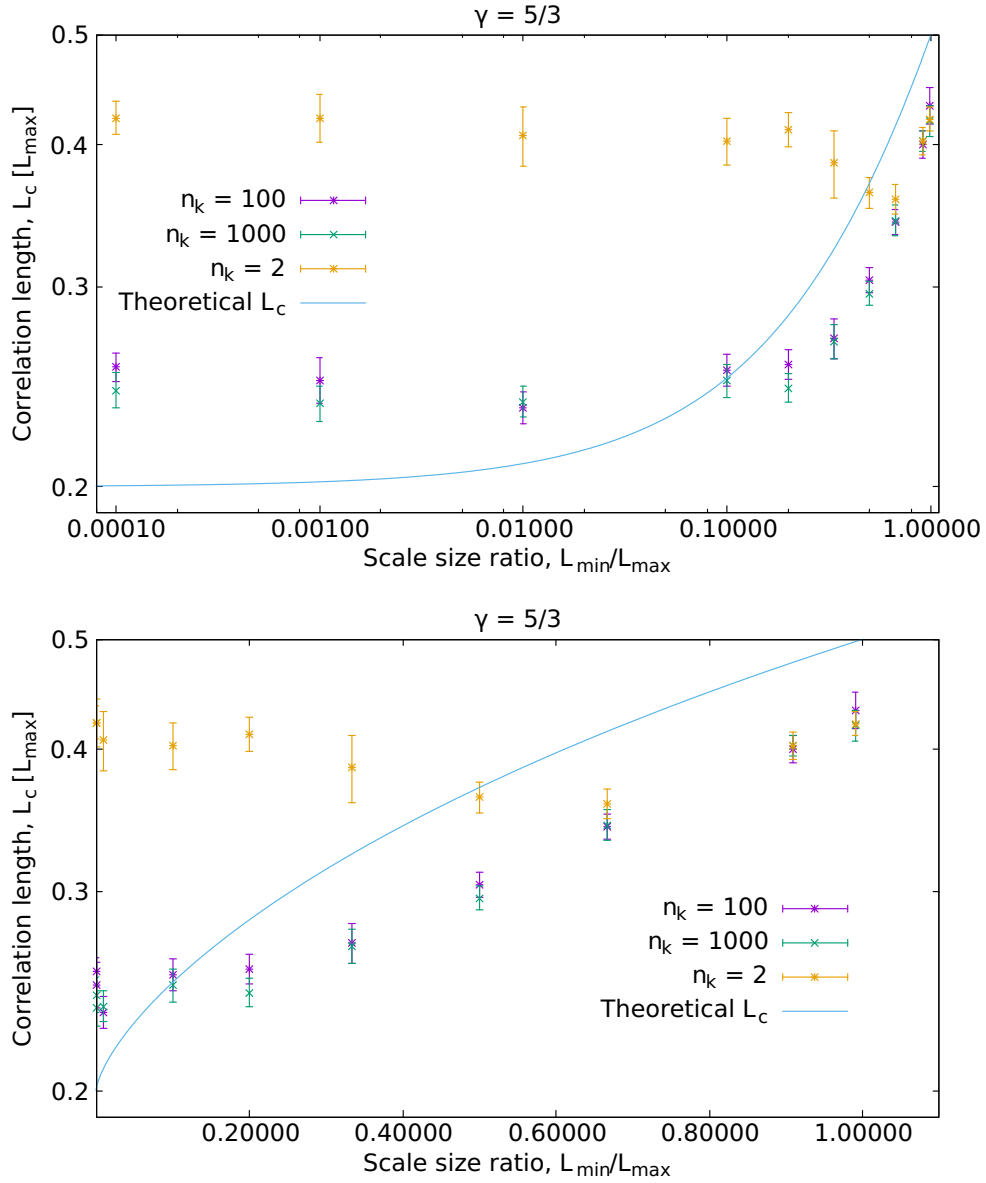 γ = 5/3
0.5
0.4
0.3
0.2
Correlation length, L_c [L_max]
n_k = 100
n_k = 1000
n_k = 2
Theoretical L_c
0.00010 0.00100 0.01000 0.10000 1.00000
Scale size ratio, L_min/L_max
γ = 5/3
0.5
0.4
0.3
0.2
Correlation length, L_c [L_max]
n_k = 100
n_k = 1000
n_k = 2
Theoretical L_c
0.20000 0.40000 0.60000 0.80000 1.00000
Scale size ratio, L_min/L_max